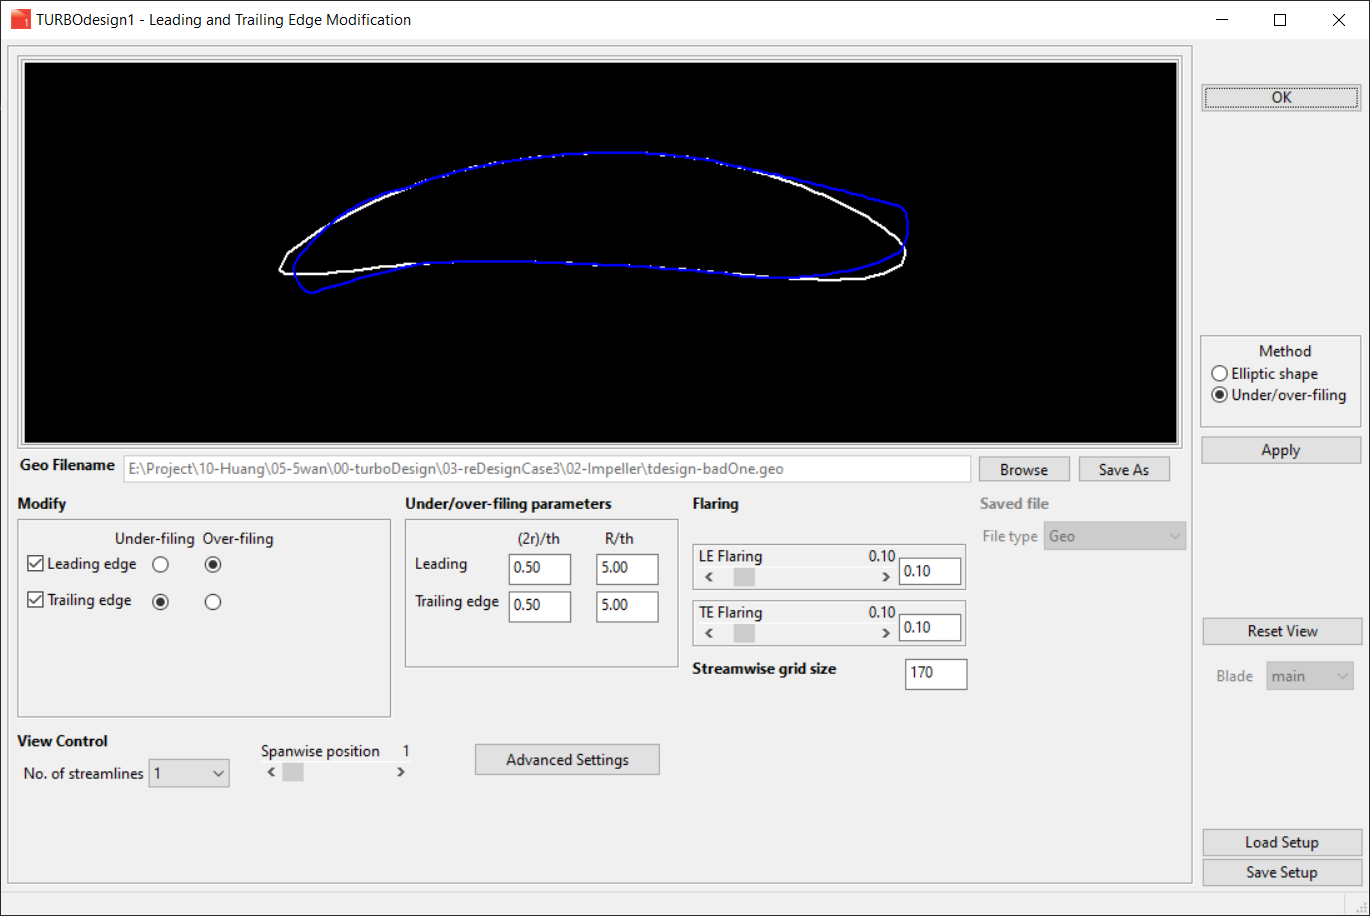 TURBOdesign1 - Leading and Trailing Edge Modification
OK
Method
Elliptic shape
Under/over-filing
Apply
Geo Filename E:\Project\10-Huang\05-5wan\00-turboDesign\03-reDesignCase3\02-Impeller\tdesign-badOne.geo Browse Save As
Modify
Under-filing Over-filing
Leading edge
Trailing edge
Under/over-filing parameters
(2r)/th R/th
Leading 0.50 5.00
Trailing edge 0.50 5.00
Flaring
LE Flaring 0.10 0.10
TE Flaring 0.10 0.10
Streamwise grid size 170
Saved file
File type Geo
Reset View
Blade main
View Control
No. of streamlines 1
Spanwise position 1
Advanced Settings
Load Setup
Save Setup